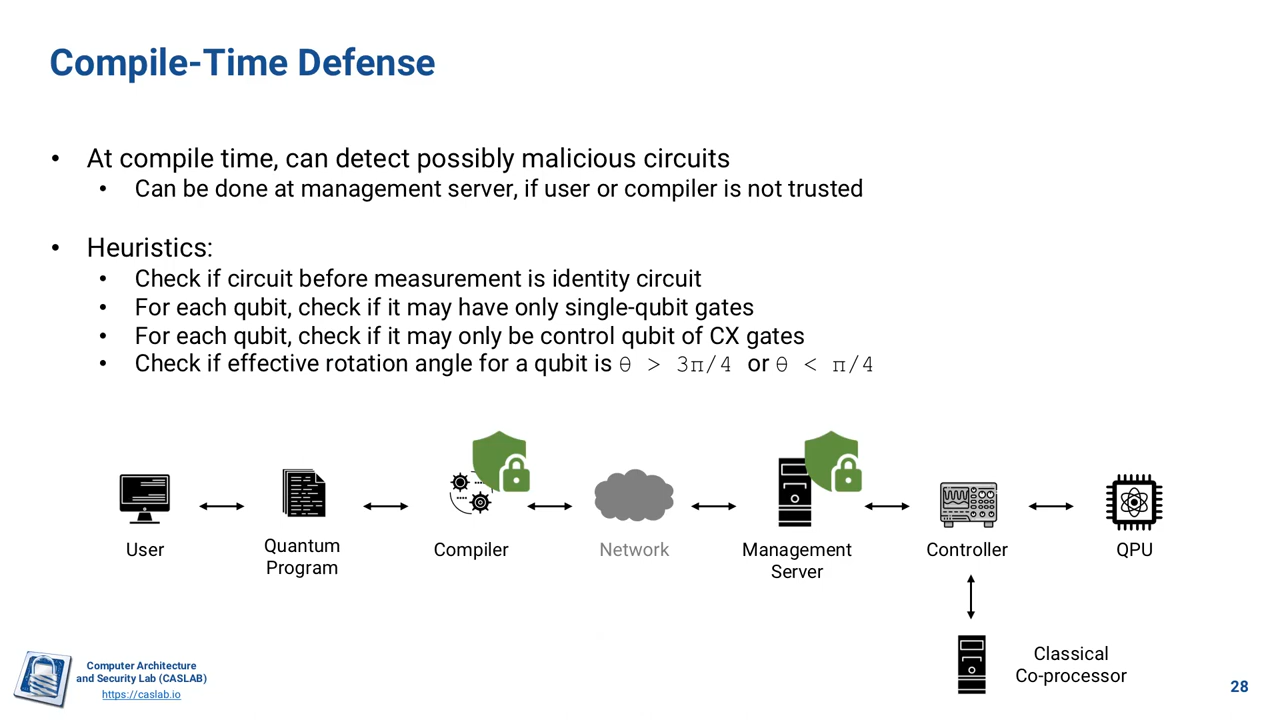 Compile-Time Defense
• At compile time, can detect possibly malicious circuits
• Can be done at management server, if user or compiler is not trusted
• Heuristics:
• Check if circuit before measurement is identity circuit
• For each qubit, check if it may have only single-qubit gates
• For each qubit, check if it may only be control qubit of CX gates
• Check if effective rotation angle for a qubit is θ > 3π/4 or θ < π/4
User
Quantum
Program
Compiler
Network
Management
Server
Controller
QPU
Classical
Co-processor
Computer Architecture
and Security Lab (CASLAB)
https://caslab.io
28